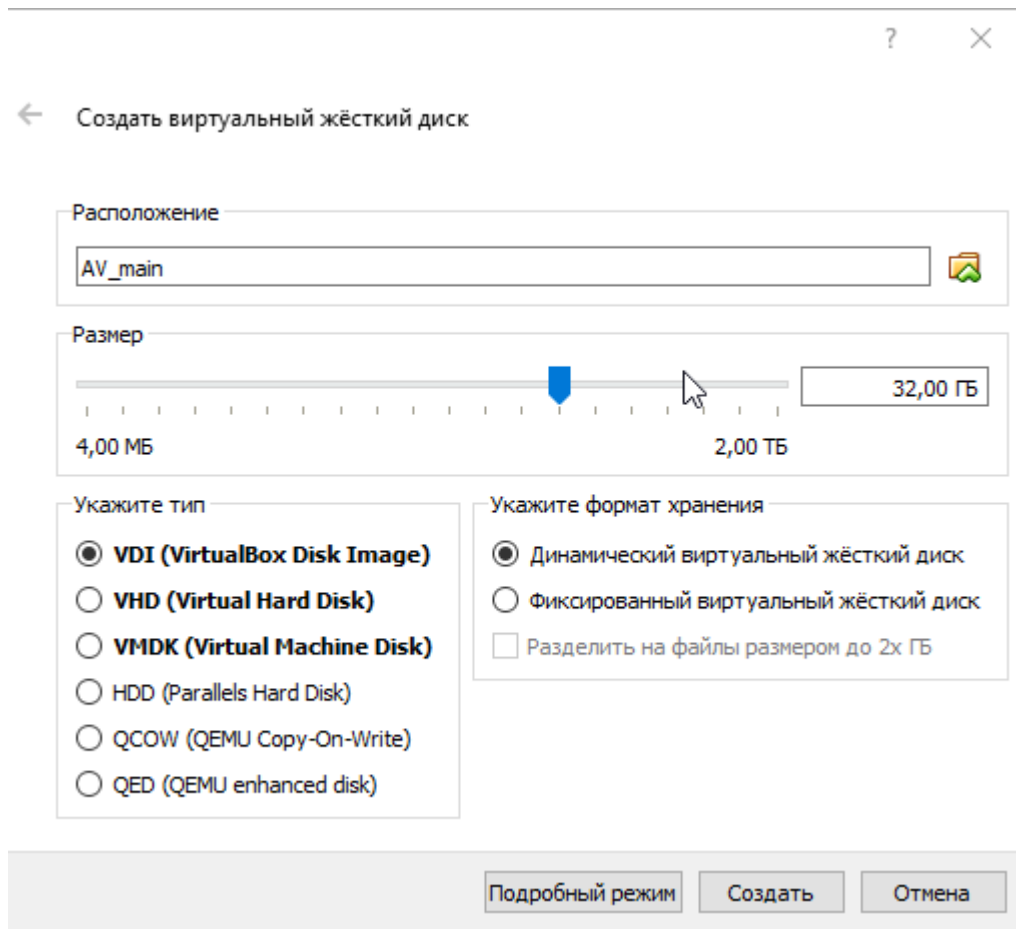 ?
Создать виртуальный жёсткий диск
Расположение
AV_main
Размер
32,00 ГБ
4,00 МБ 2,00 ТБ
Укажите тип
VDI (VirtualBox Disk Image)
VHD (Virtual Hard Disk)
VMDK (Virtual Machine Disk)
HDD (Parallels Hard Disk)
QCOW (QEMU Copy-On-Write)
QED (QEMU enhanced disk)
Укажите формат хранения
Динамический виртуальный жёсткий диск
Фиксированный виртуальный жёсткий диск
Разделить на файлы размером до 2х ГБ
Подробный режим Создать Отмена